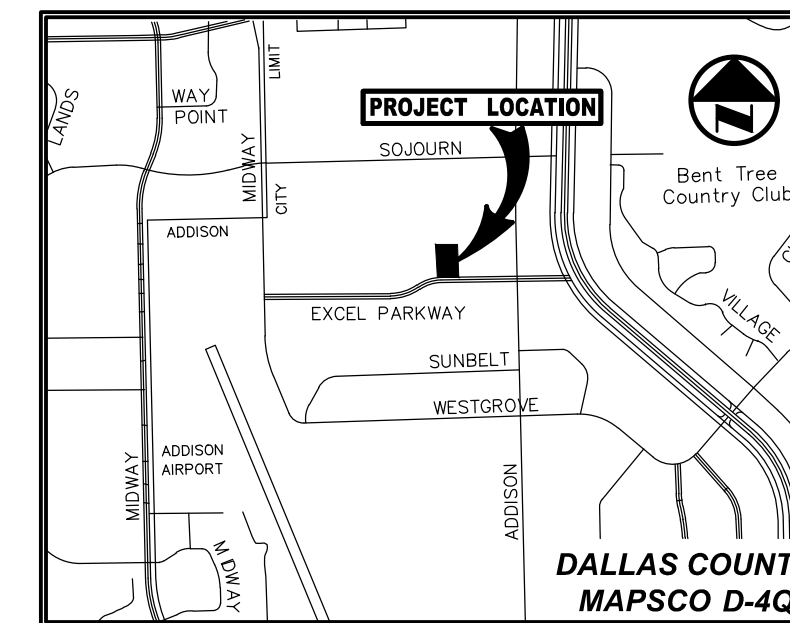 LIMIT
LANDS
WAY
POINT
PROJECT LOCATION
MIDWAY
SOJOURN
N
Bent Tree
Country Club
CITY
ADDISON
EXCEL PARKWAY
VILLAGE
SUNBELT
WESTGROVE
ADDISON
AIRPORT
MIDWAY
ADDISON
MIDWAY
DALLAS COUNT
MAPSCO D-4Q